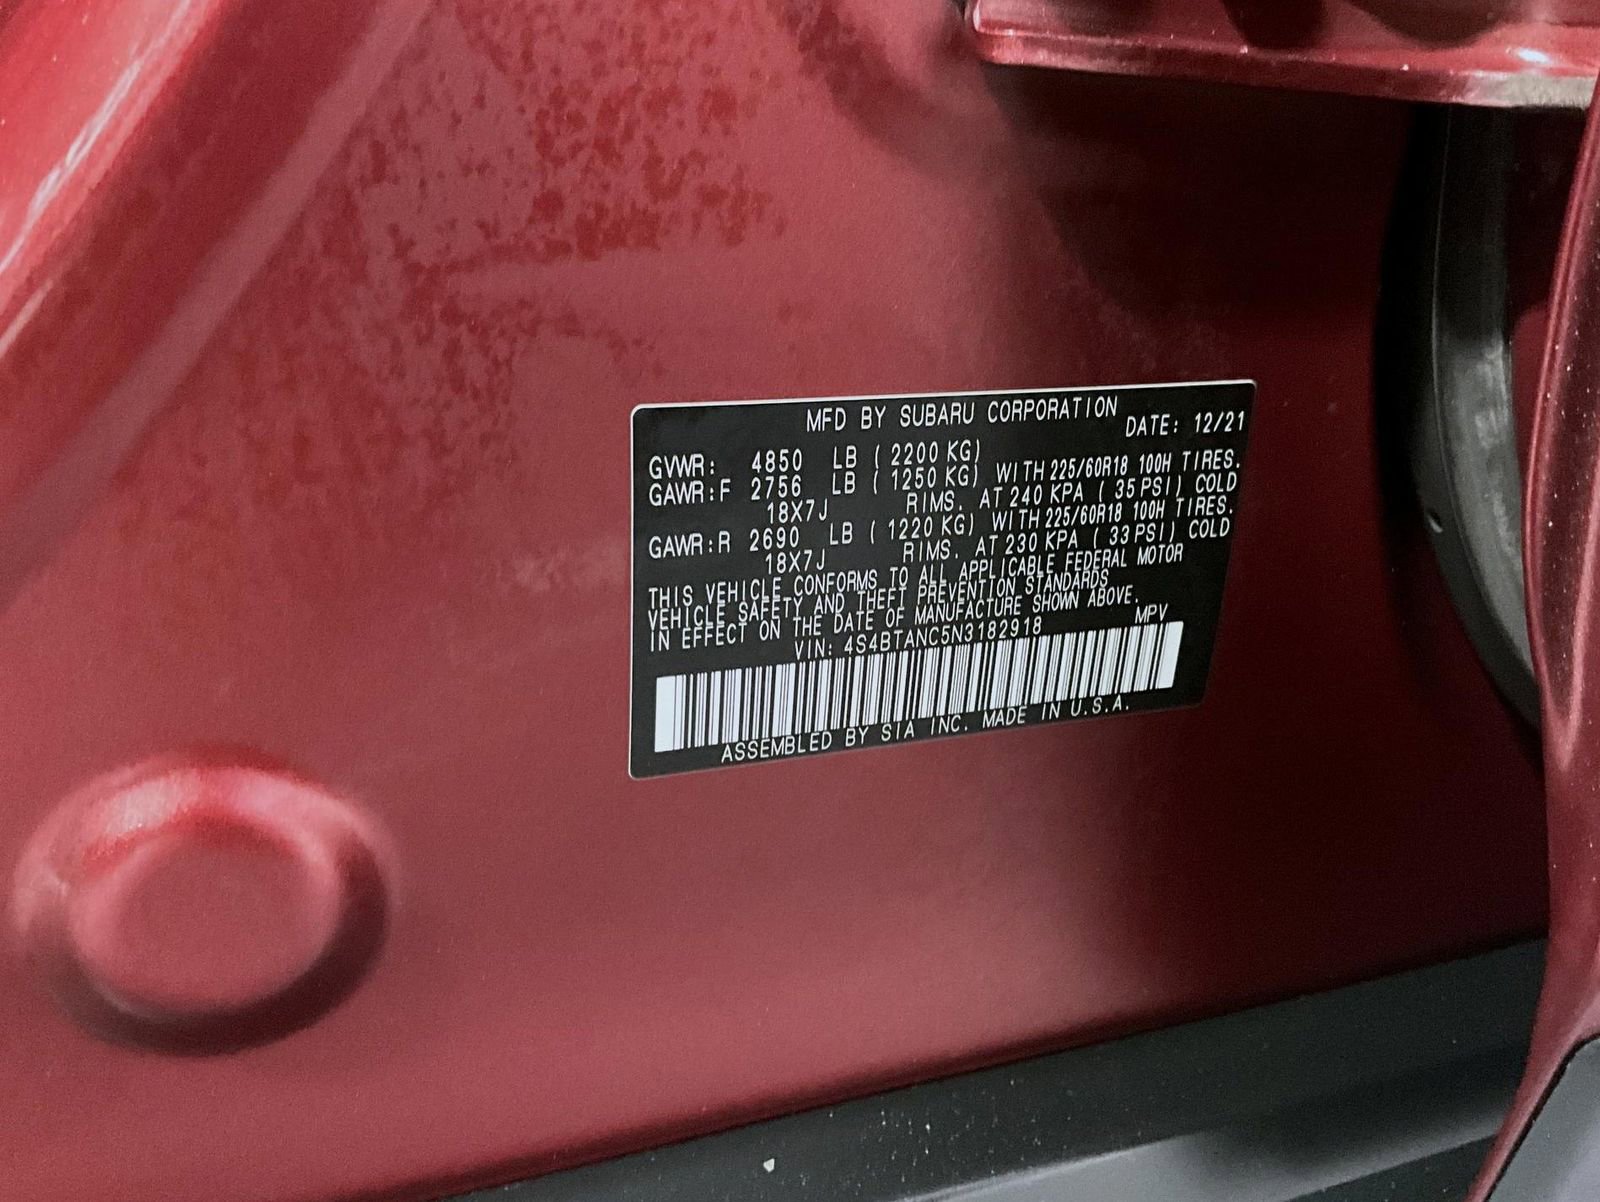 MFD BY SUBARU CORPORATION
DATE: 12/21
GVWR: 4850 LB ( 2200 KG)
GAWR:F 2756 LB ( 1250 KG) WITH 225/60R18 100H TIRES.
18X7J RIMS. AT 240 KPA ( 35 PSI) COLD
GAWR:R 2690 LB ( 1220 KG) WITH 225/60R18 100H TIRES.
18X7J RIMS. AT 230 KPA ( 33 PSI) COLD
THIS VEHICLE CONFORMS TO ALL APPLICABLE FEDERAL MOTOR
VEHICLE SAFETY AND THEFT PREVENTION STANDARDS
IN EFFECT ON THE DATE OF MANUFACTURE SHOWN ABOVE.
VIN: 4S4BTANC5N3182918 MPV
ASSEMBLED BY SIA INC. MADE IN U.S.A.